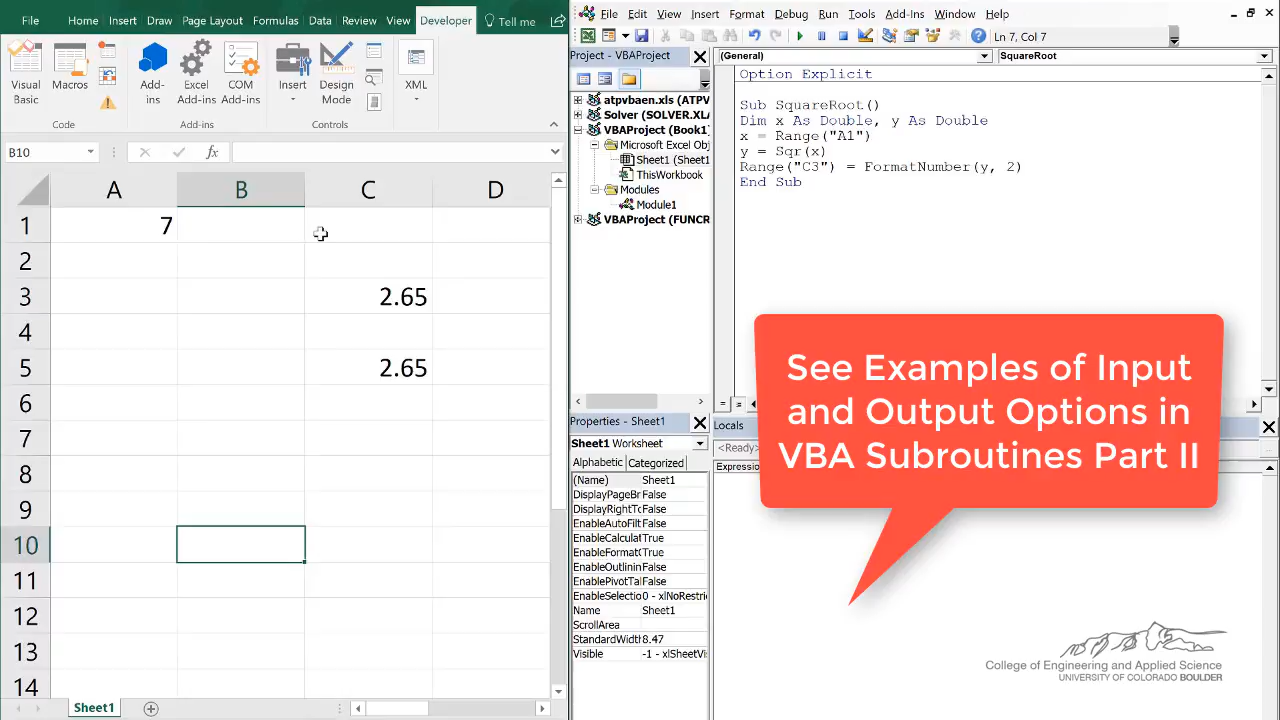 File Insert Draw Page Layout Formulas Data Review View Developer Tell me
Visual Basic
Macros
Add-ins
Excel Add-ins
COM Add-ins
Insert
Design Mode
XML
Code
Add-ins
Controls
B10
fx
A B C D
1 7
2
3 2.65
4
5 2.65
6
7
8
9
10
11
12
13
14
Sheet1
File Edit View Insert Format Debug Run Tools Add-Ins Window Help
Ln 7, Col 7
Project - VBAProject
atpvbaen.xls (ATPV
Solver (SOLVER.XLA
VBAProject (Book1)
Microsoft Excel Obj
Sheet1 (Sheet1
ThisWorkbook
Modules
Module1
VBAProject (FUNCR
Properties - Sheet1
Sheet1 Worksheet
Alphabetic Categorized
(Name) Sheet1
DisplayPageBr False
DisplayRightTo False
EnableAutoFilt False
EnableCalculat True
EnableFormatC True
EnableOutlinin False
EnablePivotTal False
EnableSelectio 0 - xlNoRestric
Name Sheet1
ScrollArea
StandardWidth 8.47
Visible -1 - xlSheetVis
(General) SquareRoot
Option Explicit
Sub SquareRoot()
Dim x As Double, y As Double
x = Range("A1")
y = Sqr(x)
Range("C3") = FormatNumber(y, 2)
End Sub
Locals
<Ready>
Expression
See Examples of Input
and Output Options in
VBA Subroutines Part II
College of Engineering and Applied Science
UNIVERSITY OF COLORADO BOULDER